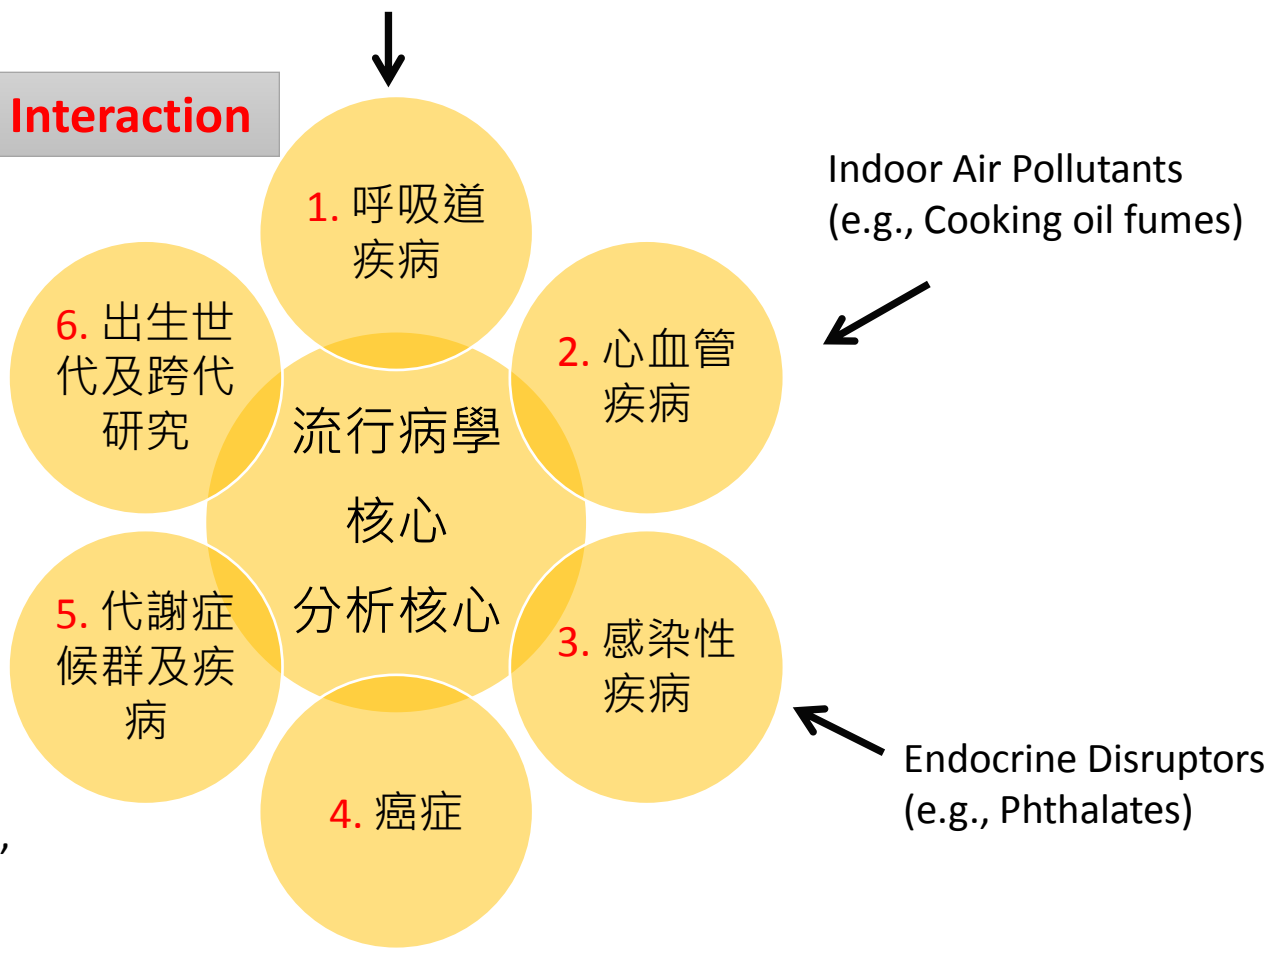 Interaction
Indoor Air Pollutants
(e.g., Cooking oil fumes)
1. 呼吸道
疾病
6. 出生世
代及跨代
研究
2. 心血管
疾病
流行病學
核心
分析核心
5. 代謝症
候群及疾
病
3. 感染性
疾病
Endocrine Disruptors
(e.g., Phthalates)
4. 癌症
,